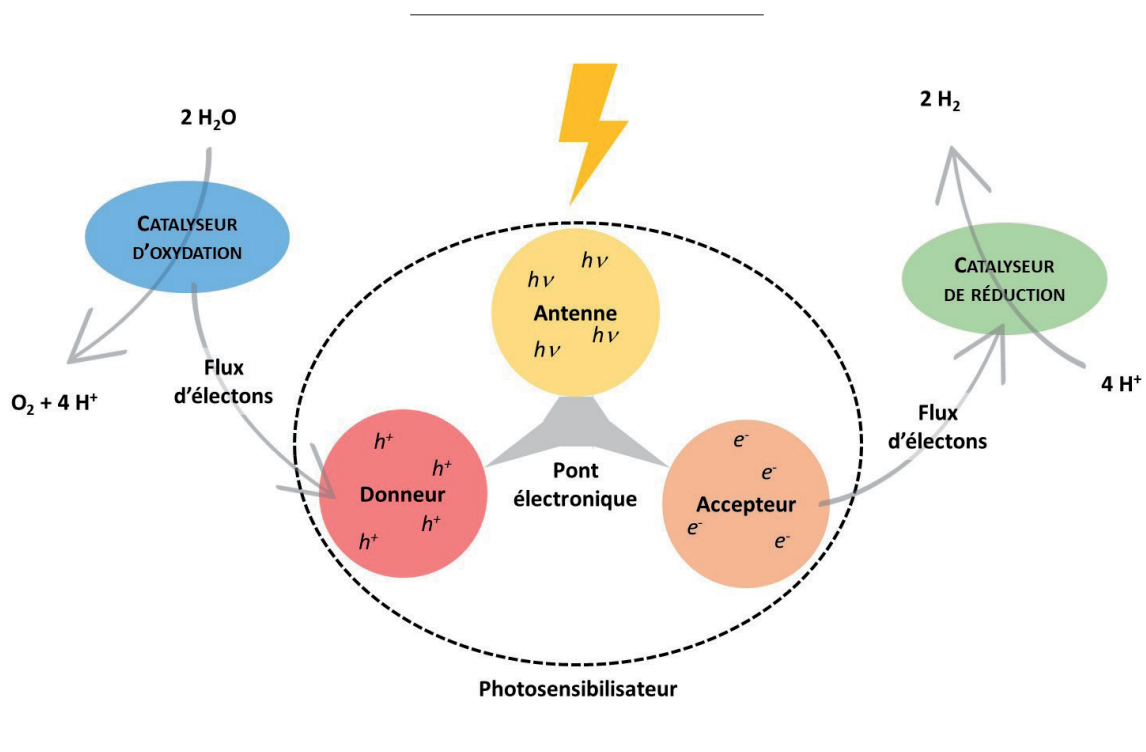 2 H₂O
CATALYSEUR
D'OXYDATION
O₂ + 4 H⁺
Flux
d'électons
hν
hν
Antenne
hν
hν
h⁺
h⁺
Donneur
h⁺
h⁺
Pont
électronique
e⁻
e⁻
Accepteur
e⁻
e⁻
Photosensibilisateur
2 H₂
CATALYSEUR
DE RÉDUCTION
4 H⁺
Flux
d'électons